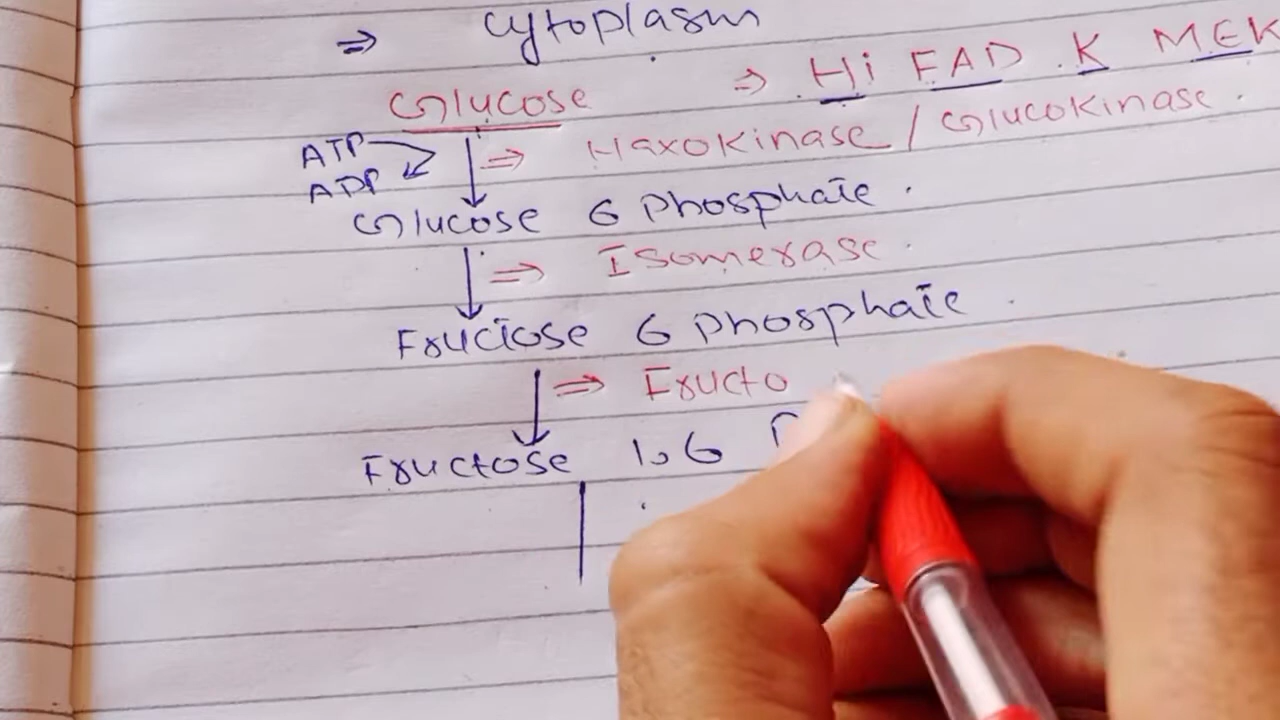 ⇒ Cytoplasm
Glucose ⇒ Hi FAD K MEK
ATP
⇒ Haxokinase / Glucokinase.
ADP
Glucose 6 Phosphate.
⇒ Isomerase.
Fructose 6 Phosphate.
⇒ Fructo
Fructose 1,6